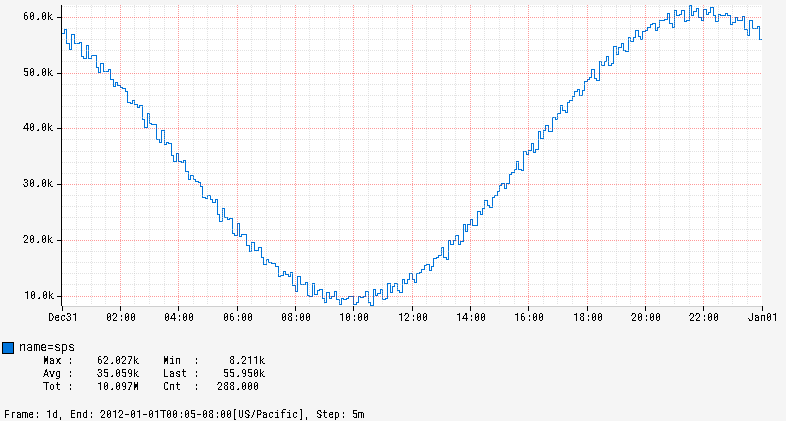 60.0k
50.0k
40.0k
30.0k
20.0k
10.0k
Dec31 02:00 04:00 06:00 08:00 10:00 12:00 14:00 16:00 18:00 20:00 22:00 Jan01
name=sps
Max : 62.027k Min : 8.211k
Avg : 35.059k Last : 55.950k
Tot : 10.097M Cnt : 288.000
Frame: 1d, End: 2012-01-01T00:05-08:00[US/Pacific], Step: 5m